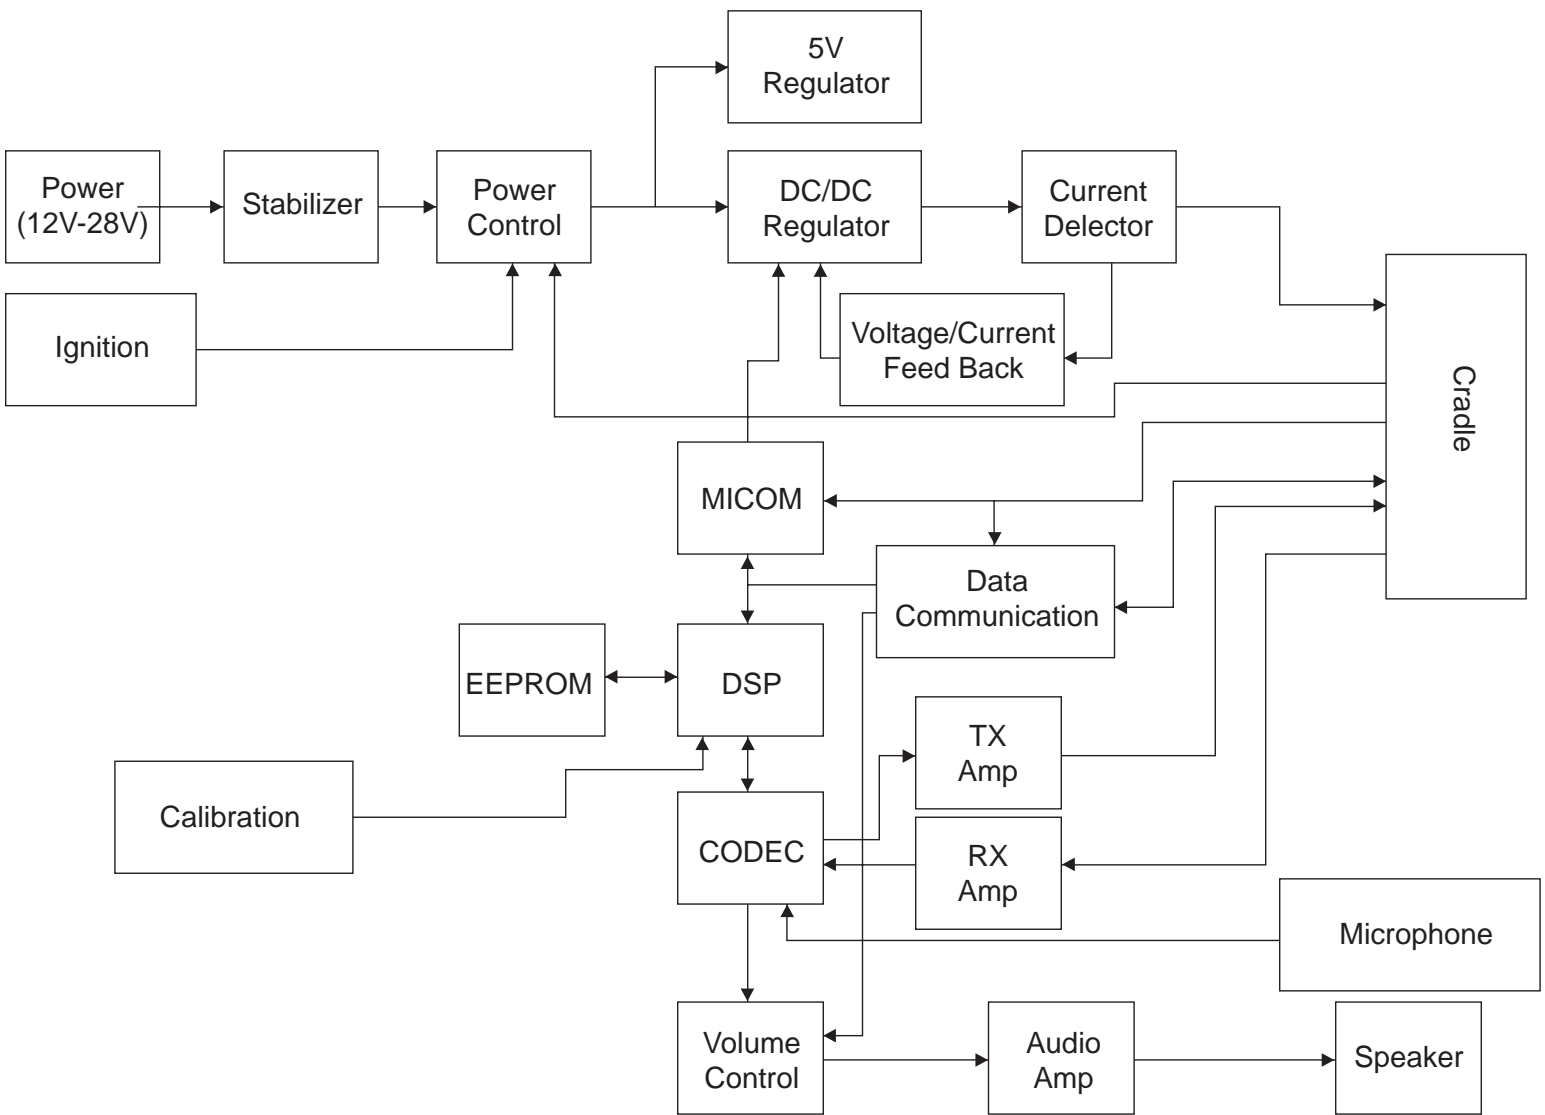 5V
Regulator
Power
(12V-28V)
Stabilizer
Power
Control
DC/DC
Regulator
Current
Delector
Ignition
Voltage/Current
Feed Back
Cradle
MICOM
Data
Communication
EEPROM
DSP
TX
Amp
Calibration
CODEC
RX
Amp
Microphone
Volume
Control
Audio
Amp
Speaker